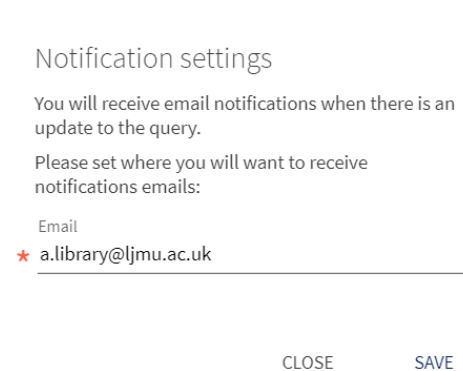 Notification settings
You will receive email notifications when there is an
update to the query.
Please set where you will want to receive
notifications emails:
Email
* a.library@ljmu.ac.uk
CLOSE SAVE